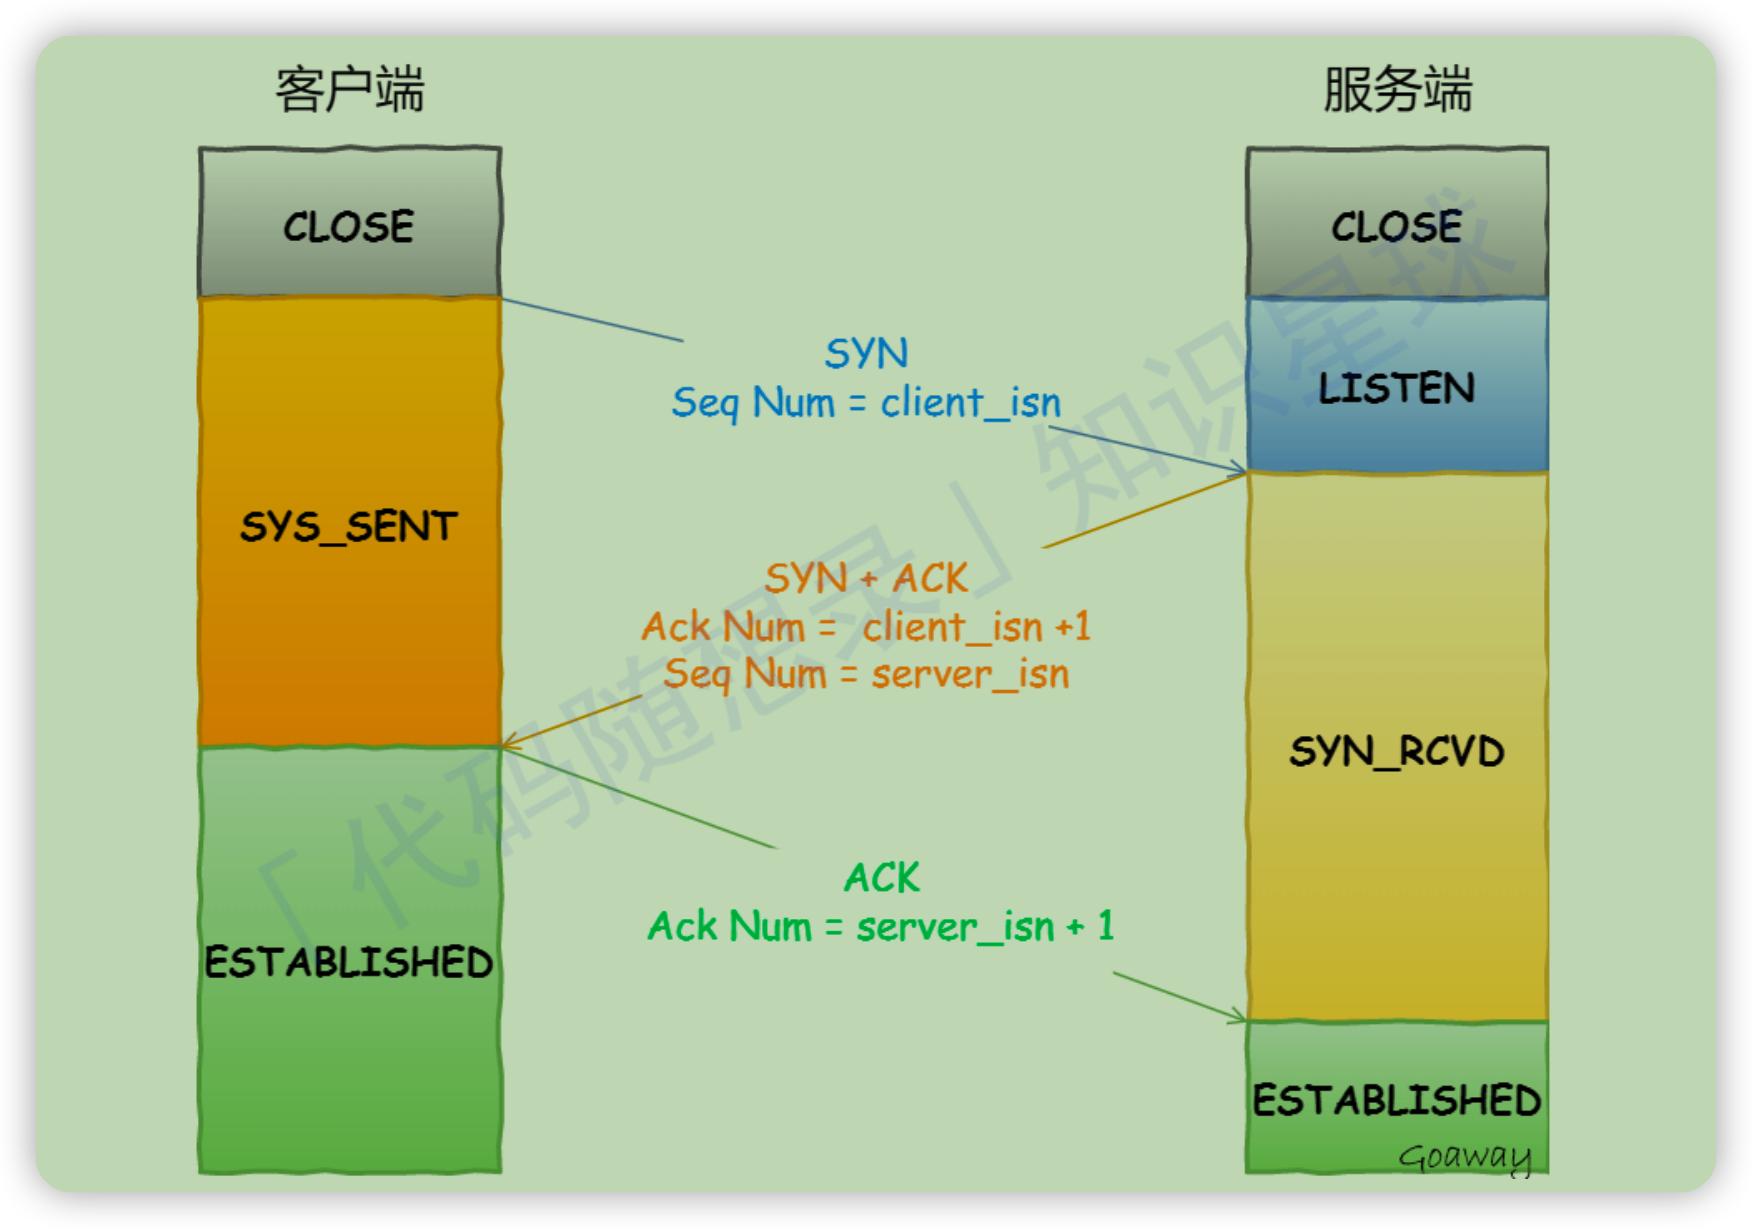 客户端
服务端
CLOSE
CLOSE
SYN
Seq Num = client_isn
LISTEN
SYS_SENT
SYN + ACK
Ack Num = client_isn +1
Seq Num = server_isn
SYN_RCVD
ACK
Ack Num = server_isn + 1
ESTABLISHED
ESTABLISHED
Goaway
「代码随想录」知识星球